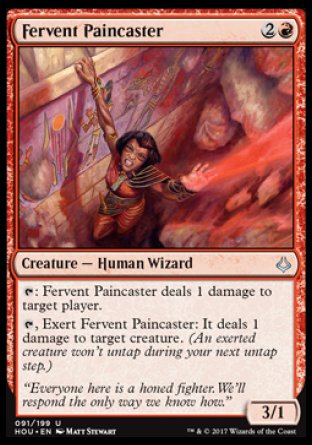 Fervent Paincaster 2
Creature — Human Wizard
: Fervent Paincaster deals 1 damage to
target player.
, Exert Fervent Paincaster: It deals 1
damage to target creature. (An exerted
creature won't untap during your next untap
step.)
"Everyone here is a honed fighter. We'll
respond the only way we know how."
3/1
091/199 U
HOU • EN Matt Stewart
™ & © 2017 Wizards of the Coast